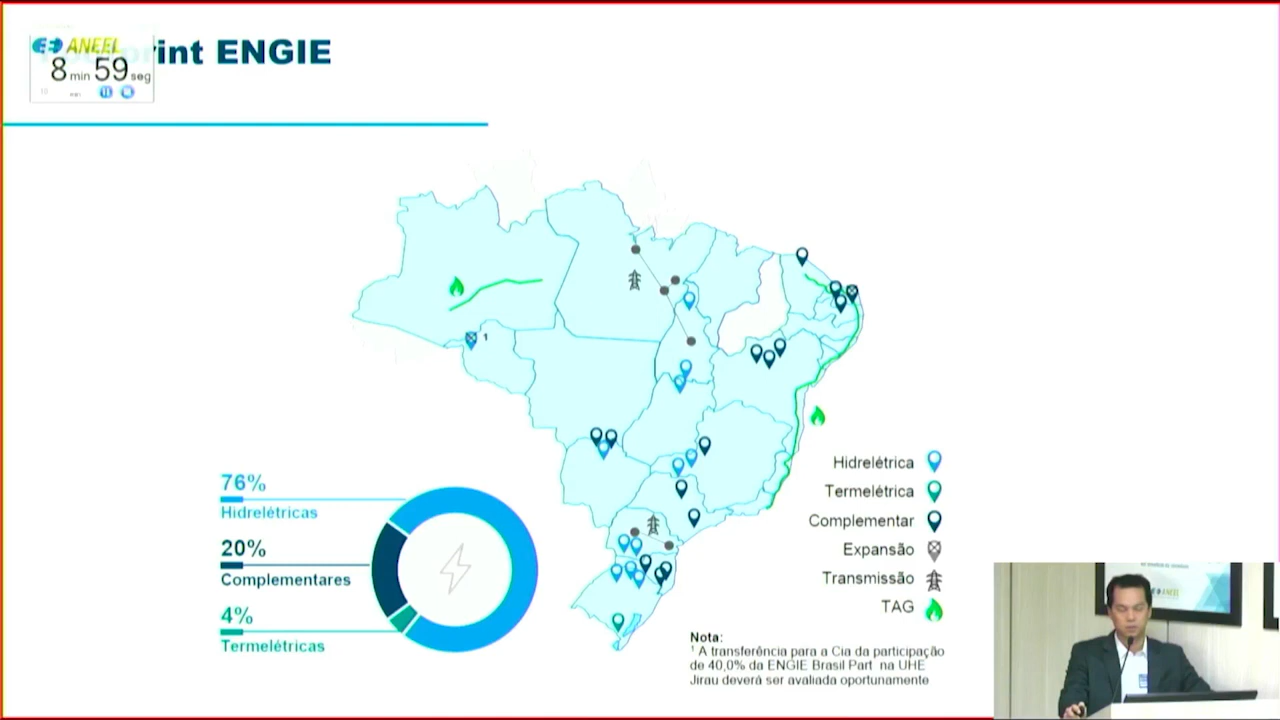 ANEEL
int ENGIE
8 min 59 seg
1
76%
Hidrelétricas
20%
Complementares
4%
Termelétricas
Hidrelétrica
Termelétrica
Complementar
Expansão
Transmissão
TAG
Nota:
¹ A transferência para a Cia da participação
de 40,0% da ENGIE Brasil Part na UHE
Jirau deverá ser avaliada oportunamente